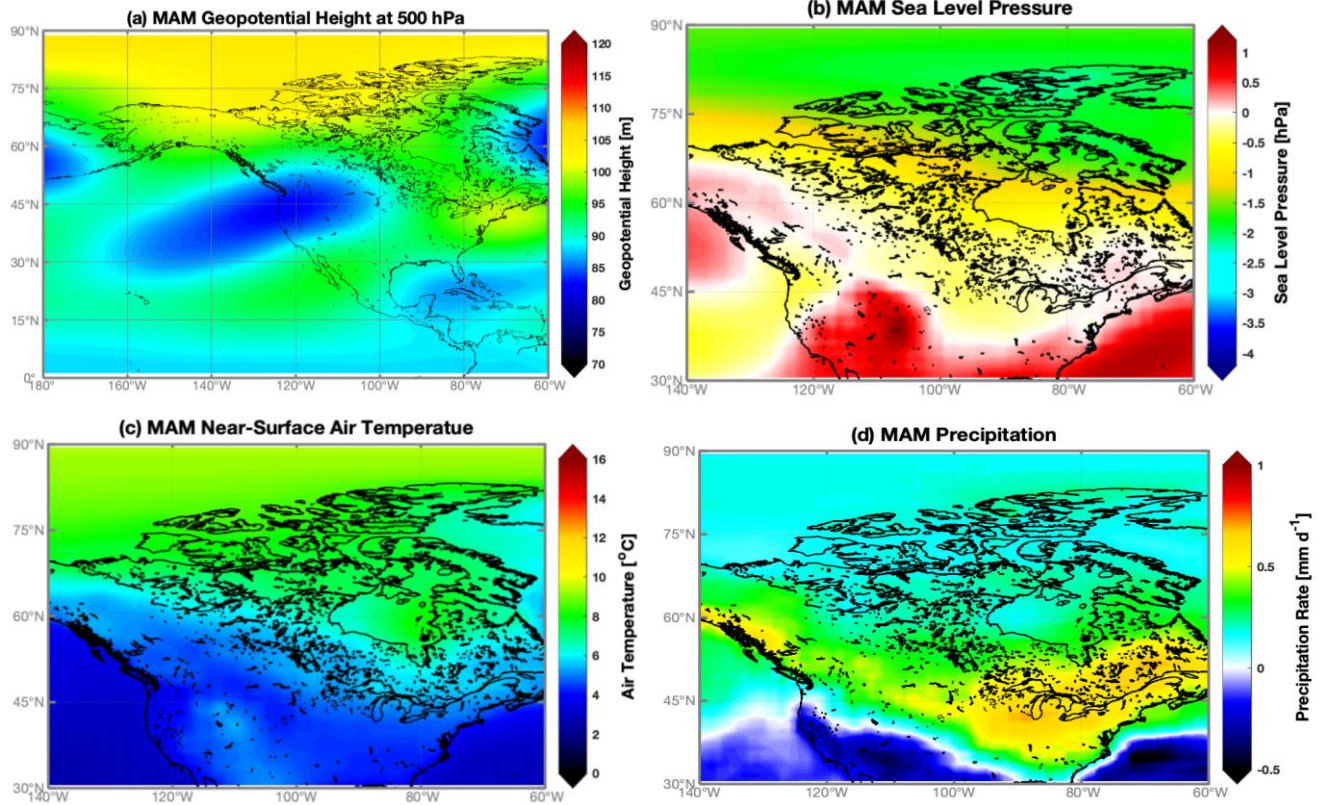 (a) MAM Geopotential Height at 500 hPa
90°N
75°N
60°N
45°N
30°N
15°N
0°
180°W
160°W
140°W
120°W
100°W
80°W
60°W
120
115
110
105
100
95
90
85
80
75
70
Geopotential Height [m]
(b) MAM Sea Level Pressure
90°N
75°N
60°N
45°N
30°N
140°W
120°W
100°W
80°W
60°W
1
0.5
0
-0.5
-1
-1.5
-2
-2.5
-3
-3.5
-4
Sea Level Pressure [hPa]
(c) MAM Near-Surface Air Temperatue
90°N
75°N
60°N
45°N
30°N
140°W
120°W
100°W
80°W
60°W
16
14
12
10
8
6
4
2
0
Air Temperature [°C]
(d) MAM Precipitation
90°N
75°N
60°N
45°N
30°N
140°W
120°W
100°W
80°W
60°W
1
0.5
0
-0.5
Precipitation Rate [mm d⁻¹]